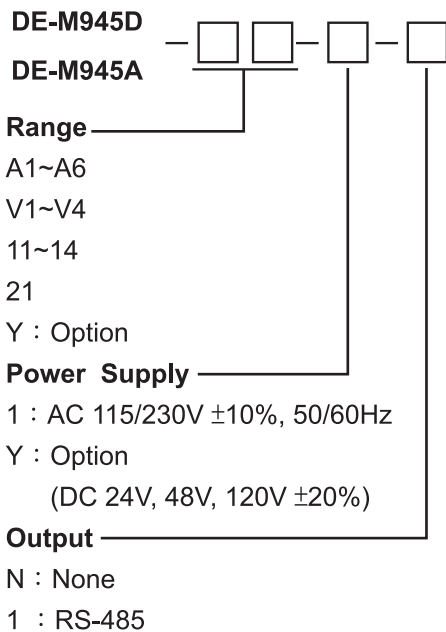 DE-M945D
DE-M945A
Range
A1~A6
V1~V4
11~14
21
Y：Option
Power Supply
1：AC 115/230V ±10%, 50/60Hz
Y：Option
(DC 24V, 48V, 120V ±20%)
Output
N：None
1：RS-485